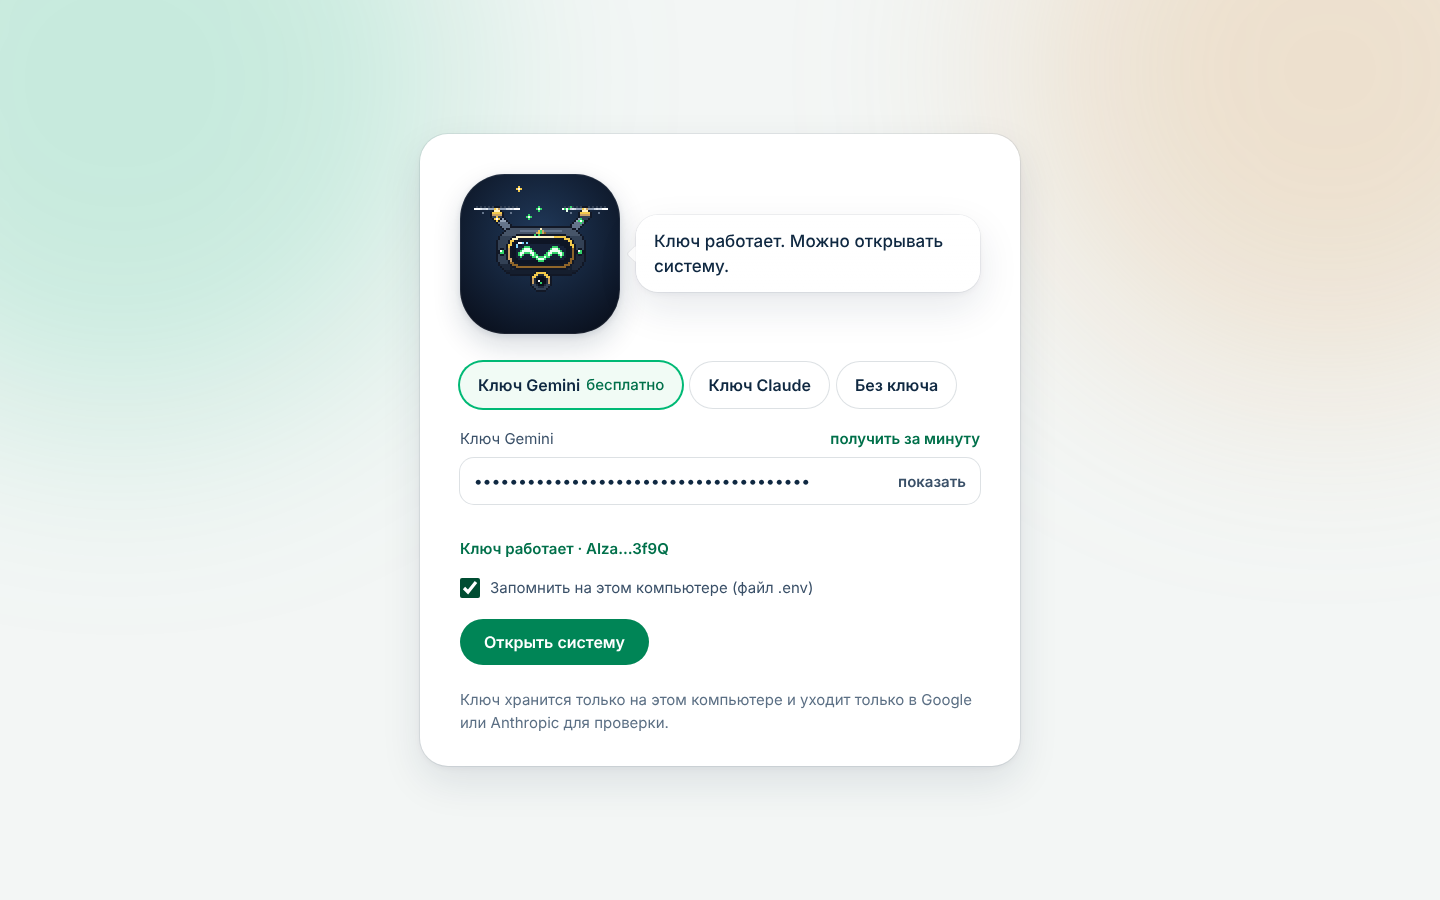 Ключ работает. Можно открывать
систему.
Ключ Gemini бесплатно
Ключ Claude
Без ключа
Ключ Gemini
получить за минуту
••••••••••••••••••••••••••••••••••••••
показать
Ключ работает · AIza…3f9Q
Запомнить на этом компьютере (файл .env)
Открыть систему
Ключ хранится только на этом компьютере и уходит только в Google
или Anthropic для проверки.